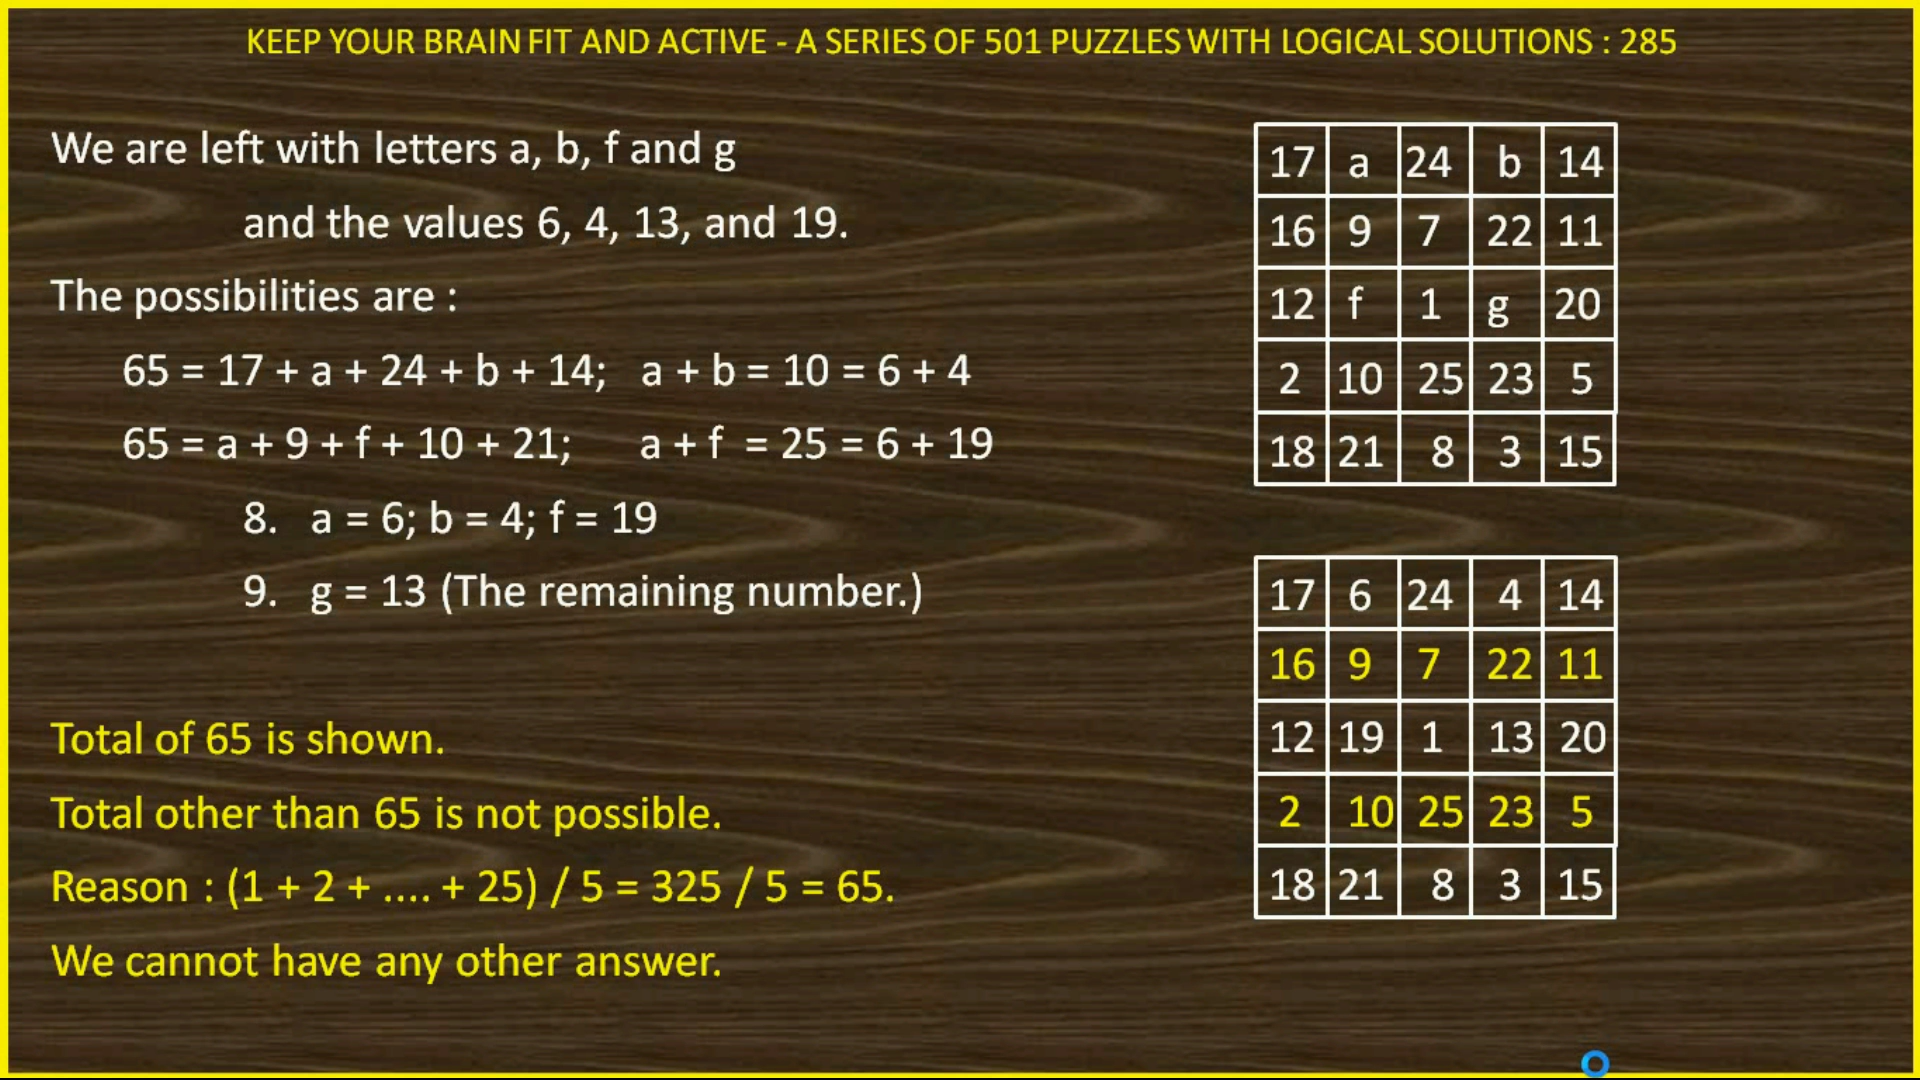 KEEP YOUR BRAIN FIT AND ACTIVE - A SERIES OF 501 PUZZLES WITH LOGICAL SOLUTIONS : 285
We are left with letters a, b, f and g
and the values 6, 4, 13, and 19.
The possibilities are :
65 = 17 + a + 24 + b + 14; a + b = 10 = 6 + 4
65 = a + 9 + f + 10 + 21; a + f = 25 = 6 + 19
8. a = 6; b = 4; f = 19
9. g = 13 (The remaining number.)
Total of 65 is shown.
Total other than 65 is not possible.
Reason : (1 + 2 + .... + 25) / 5 = 325 / 5 = 65.
We cannot have any other answer.
17 a 24 b 14
16 9 7 22 11
12 f 1 g 20
2 10 25 23 5
18 21 8 3 15
17 6 24 4 14
16 9 7 22 11
12 19 1 13 20
2 10 25 23 5
18 21 8 3 15